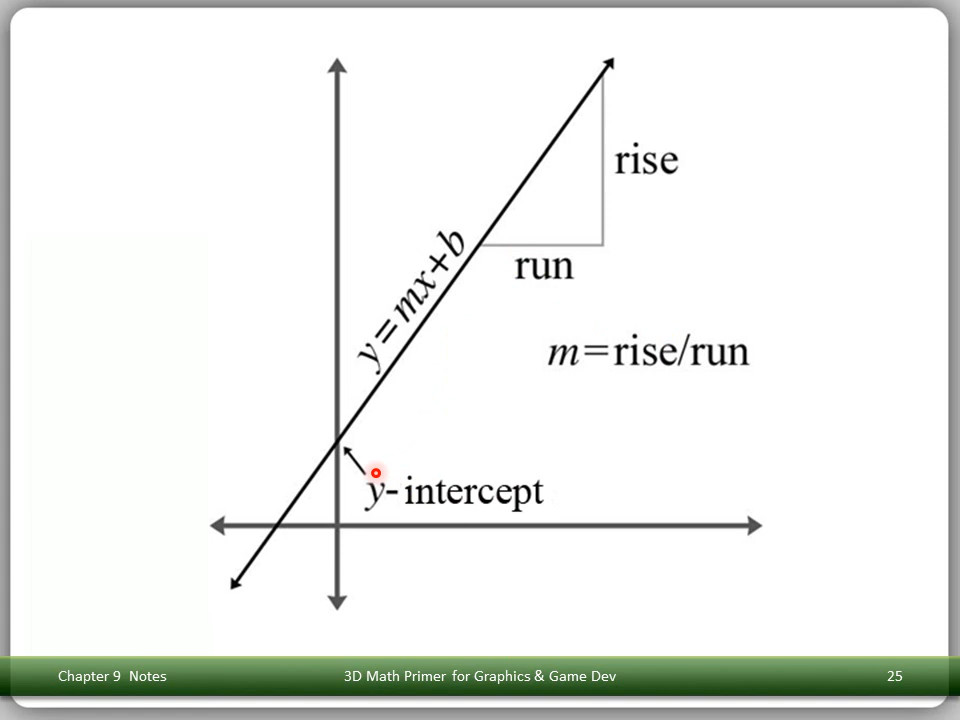 rise
run
y=mx+b
m=rise/run
y-intercept
Chapter 9 Notes
3D Math Primer for Graphics & Game Dev
25